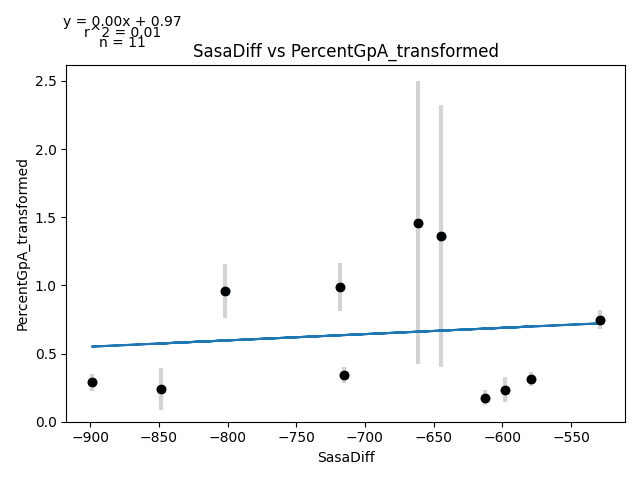 y = 0.00x + 0.97
r^2 = 0.01
n = 11
SasaDiff vs PercentGpA_transformed
PercentGpA_transformed
2.5
2.0
1.5
1.0
0.5
0.0
−900
−850
−800
−750
−700
−650
−600
−550
SasaDiff